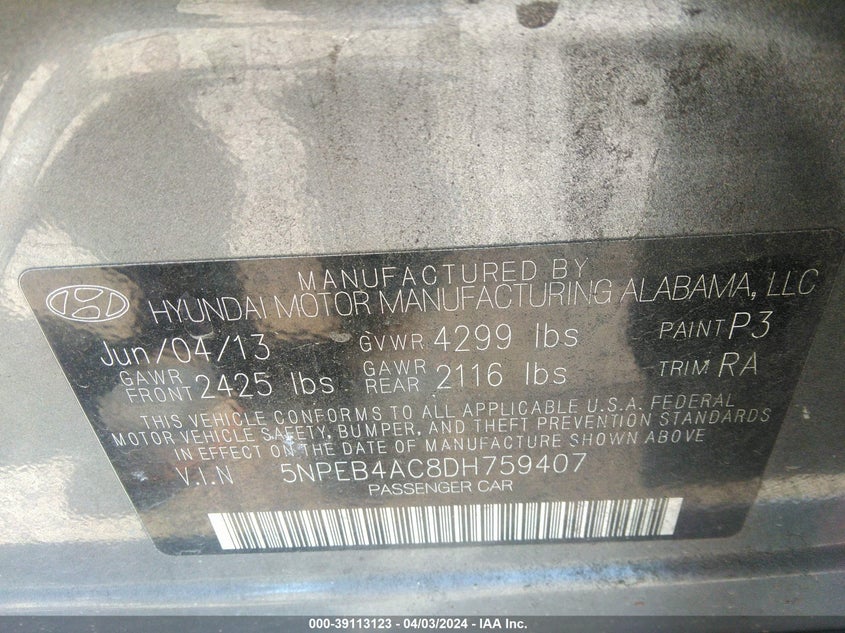 MANUFACTURED BY
HYUNDAI MOTOR MANUFACTURING ALABAMA, LLC
Jun/04/13 GVWR 4299 lbs PAINT P3
GAWR FRONT 2425 lbs GAWR REAR 2116 lbs TRIM RA
THIS VEHICLE CONFORMS TO ALL APPLICABLE U.S.A. FEDERAL
MOTOR VEHICLE SAFETY, BUMPER, AND THEFT PREVENTION STANDARDS
IN EFFECT ON THE DATE OF MANUFACTURE SHOWN ABOVE
V.I.N 5NPEB4AC8DH759407
PASSENGER CAR
000-39113123 - 04/03/2024 - IAA Inc.